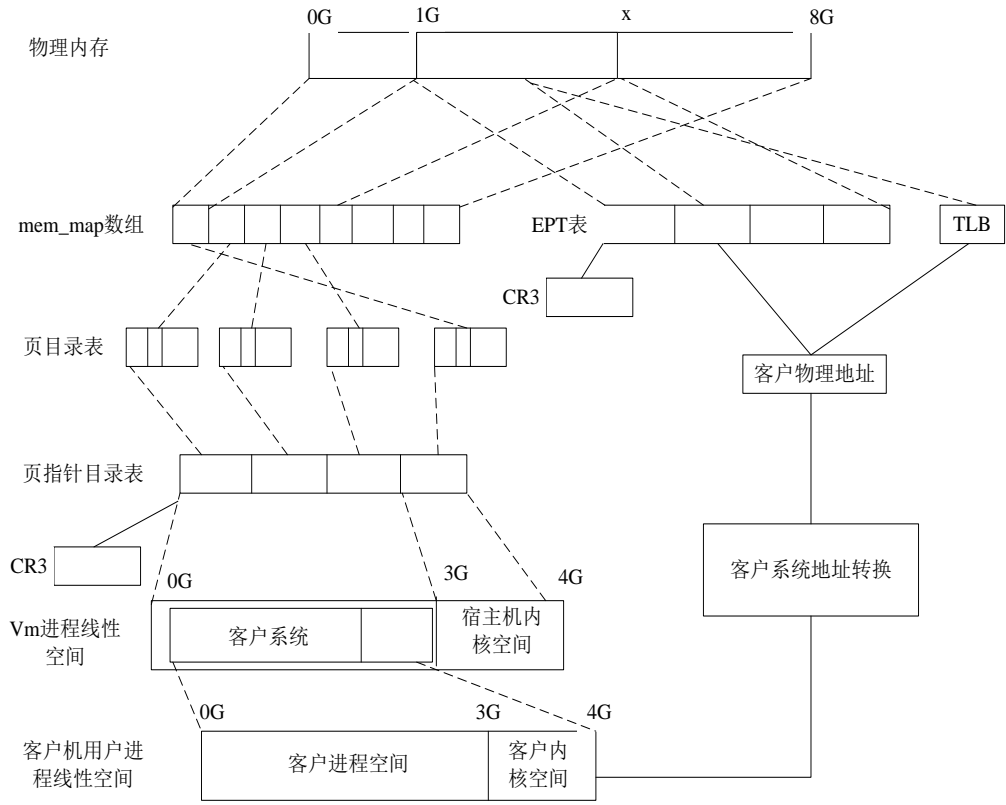 0G 1G x 8G
物理内存
mem_map数组
EPT表
TLB
CR3
页目录表
客户物理地址
页指针目录表
CR3
客户系统地址转换
0G 3G 4G
Vm进程线性
空间
客户系统
宿主机内
核空间
0G 3G 4G
客户机用户进
程线性空间
客户进程空间
客户内
核空间